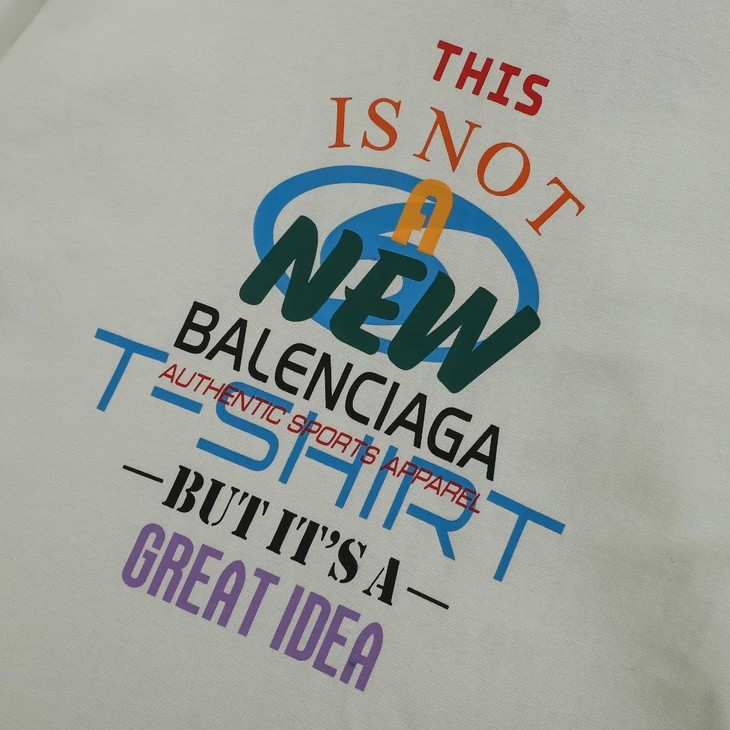 THIS
IS NOT
A
NEW
BALENCIAGA
T-SHIRT
AUTHENTIC SPORTS APPAREL
—BUT IT'S A—
GREAT IDEA